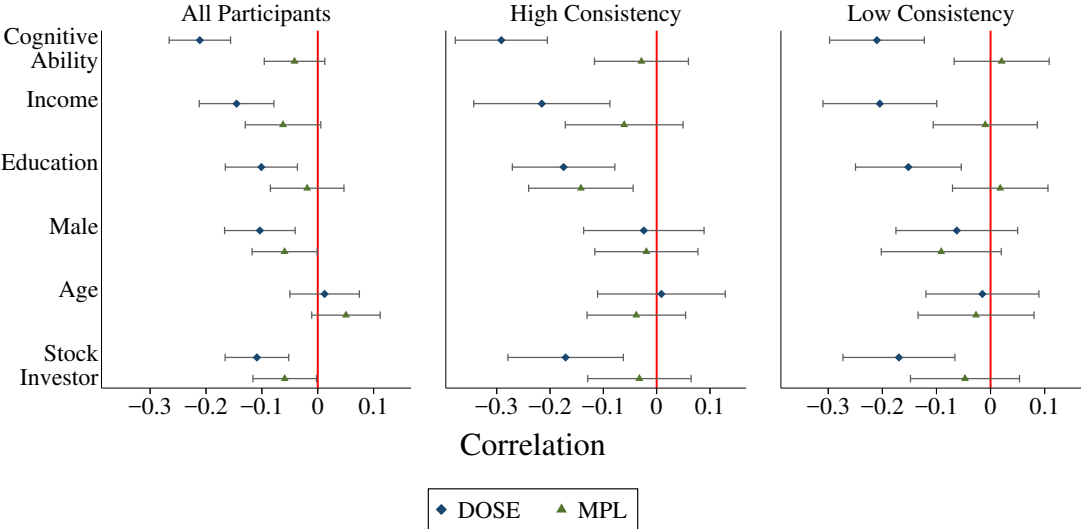 All Participants
High Consistency
Low Consistency
Cognitive
Ability
Income
Education
Male
Age
Stock
Investor
−0.3 −0.2 −0.1 0 0.1
−0.3 −0.2 −0.1 0 0.1
−0.3 −0.2 −0.1 0 0.1
Correlation
DOSE MPL